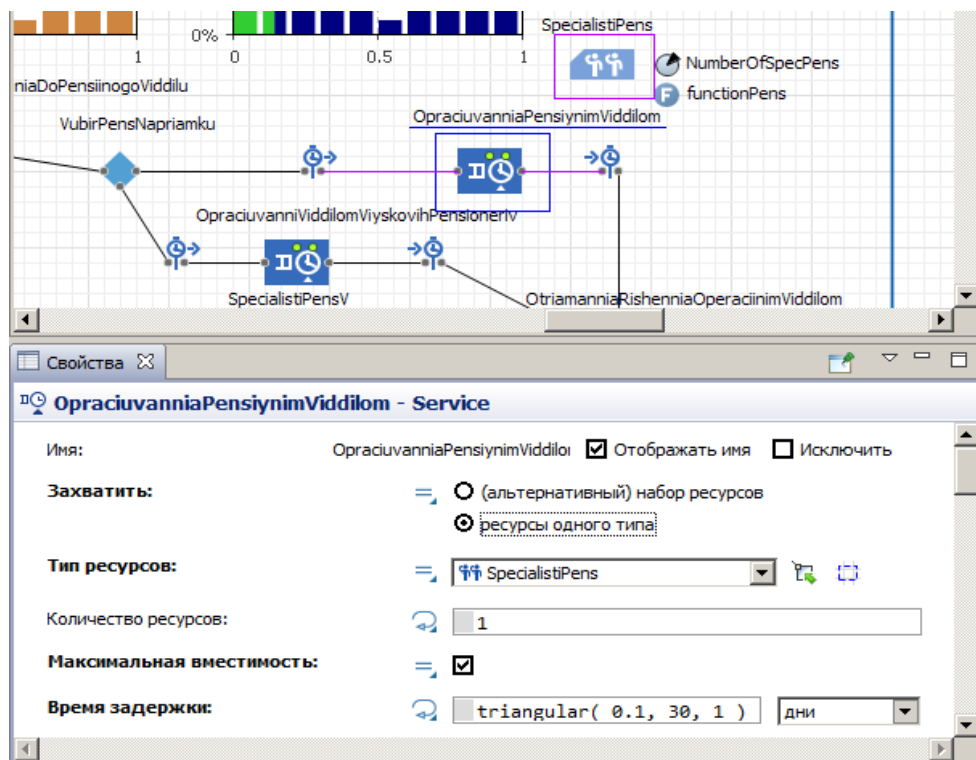 SpecialistiPens
0%
1
0
0.5
1
NumberOfSpecPens
niaDoPensiinogoViddilu
F functionPens
VubirPensNapriamku
OpraciuvanniaPensiynimViddilom
OpraciuvanniViddilomViyskovihPensioneriv
SpecialistiPensV
OtriamanniaRishenniaOperaciinimViddilom
Свойства
OpraciuvanniaPensiynimViddilom - Service
Имя:
OpraciuvanniaPensiynimViddilo
Отображать имя
Исключить
Захватить:
(альтернативный) набор ресурсов
ресурсы одного типа
Тип ресурсов:
SpecialistiPens
Количество ресурсов:
1
Максимальная вместимость:
Время задержки:
triangular( 0.1, 30, 1 )
дни